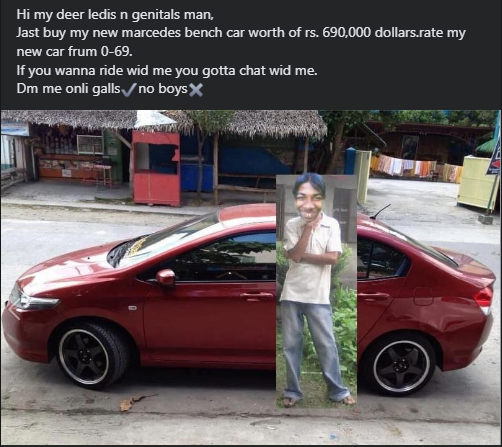 Hi my deer ledis n genitals man,
Jast buy my new marcedes bench car worth of rs. 690,000 dollars.rate my
new car frum 0-69.
If you wanna ride wid me you gotta chat wid me.
Dm me onli galls✔no boys✖